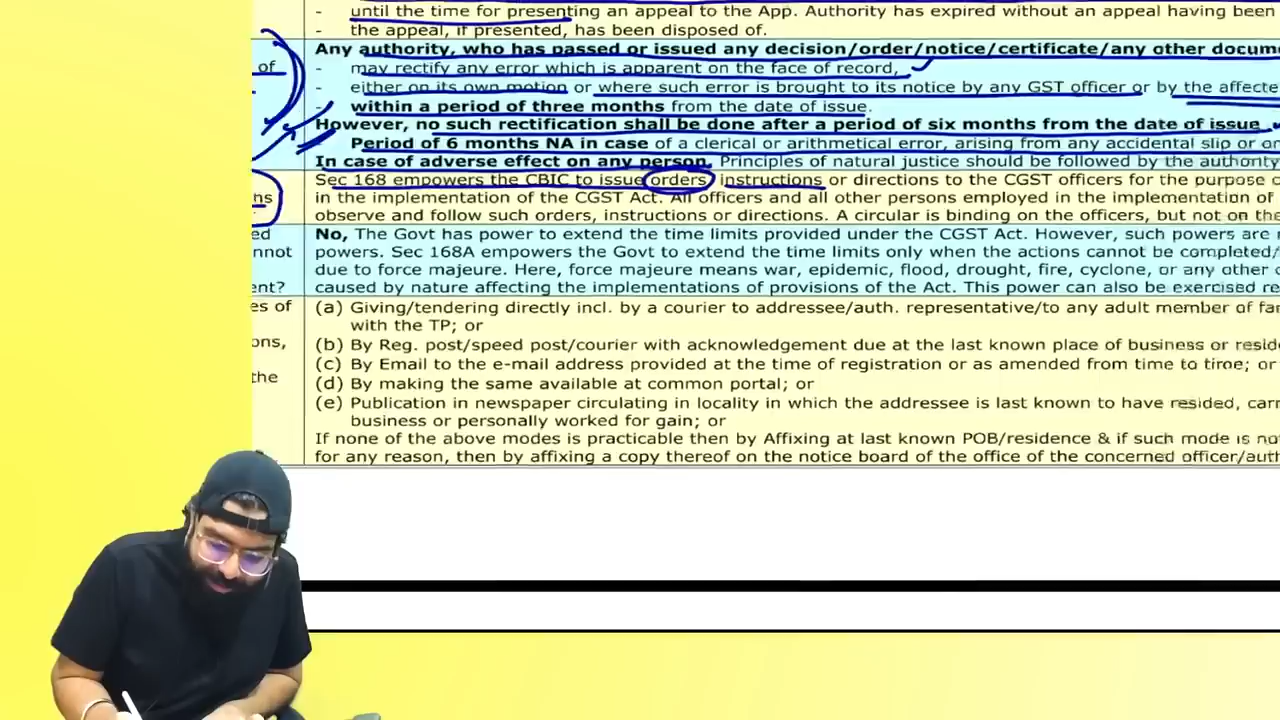 - until the time for presenting an appeal to the App. Authority has expired without an appeal having been
- the appeal, if presented, has been disposed of.
of
Any authority, who has passed or issued any decision/order/notice/certificate/any other docum
- may rectify any error which is apparent on the face of record,
- either on its own motion or where such error is brought to its notice by any GST officer or by the affecte
- within a period of three months from the date of issue.
However, no such rectification shall be done after a period of six months from the date of issue
Period of 6 months NA in case of a clerical or arithmetical error, arising from any accidental slip or o
In case of adverse effect on any person, Principles of natural justice should be followed by the authority
ns
Sec 168 empowers the CBIC to issue orders, instructions or directions to the CGST officers for the purpose
in the implementation of the CGST Act. All officers and all other persons employed in the implementation of
observe and follow such orders, instructions or directions. A circular is binding on the officers, but not on the
ed
nnot
ent?
No, The Govt has power to extend the time limits provided under the CGST Act. However, such powers are
powers. Sec 168A empowers the Govt to extend the time limits only when the actions cannot be completed/
due to force majeure. Here, force majeure means war, epidemic, flood, drought, fire, cyclone, or any other
caused by nature affecting the implementations of provisions of the Act. This power can also be exercised re
es of
ons,
the
(a) Giving/tendering directly incl. by a courier to addressee/auth. representative/to any adult member of fa
with the TP; or
(b) By Reg. post/speed post/courier with acknowledgement due at the last known place of business or resid
(c) By Email to the e-mail address provided at the time of registration or as amended from time to time; or
(d) By making the same available at common portal; or
(e) Publication in newspaper circulating in locality in which the addressee is last known to have resided, carr
business or personally worked for gain; or
If none of the above modes is practicable then by Affixing at last known POB/residence & if such mode is no
for any reason, then by affixing a copy thereof on the notice board of the office of the concerned officer/auth